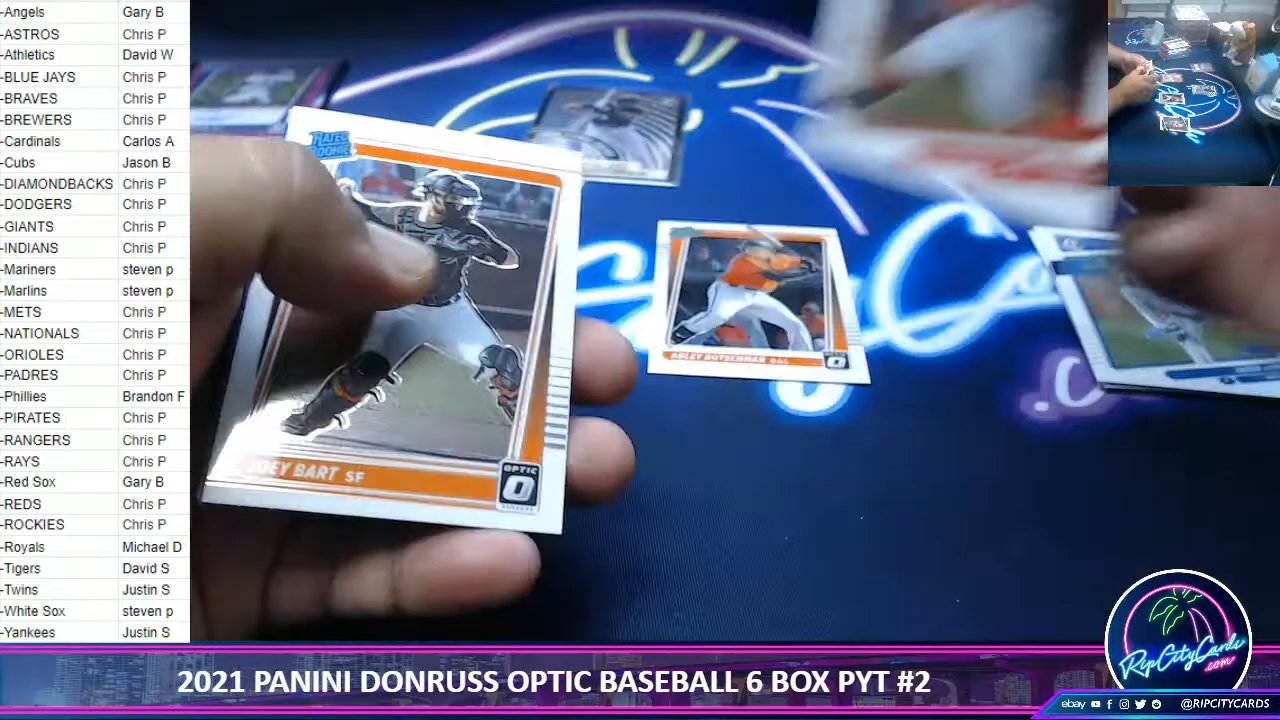 -Angels Gary B
-ASTROS Chris P
-Athletics David W
-BLUE JAYS Chris P
-BRAVES Chris P
-BREWERS Chris P
-Cardinals Carlos A
-Cubs Jason B
-DIAMONDBACKS Chris P
-DODGERS Chris P
-GIANTS Chris P
-INDIANS Chris P
-Mariners steven p
-Marlins steven p
-METS Chris P
-NATIONALS Chris P
-ORIOLES Chris P
-PADRES Chris P
-Phillies Brandon F
-PIRATES Chris P
-RANGERS Chris P
-RAYS Chris P
-Red Sox Gary B
-REDS Chris P
-ROCKIES Chris P
-Royals Michael D
-Tigers David S
-Twins Justin S
-White Sox steven p
-Yankees Justin S
RATED
ROOKIE
JOEY BART SF
OPTIC
ADLEY RUTSCHMAN BAL
.C
RipCityCards
.com
2021 PANINI DONRUSS OPTIC BASEBALL 6 BOX PYT #2
ebay @RIPCITYCARDS